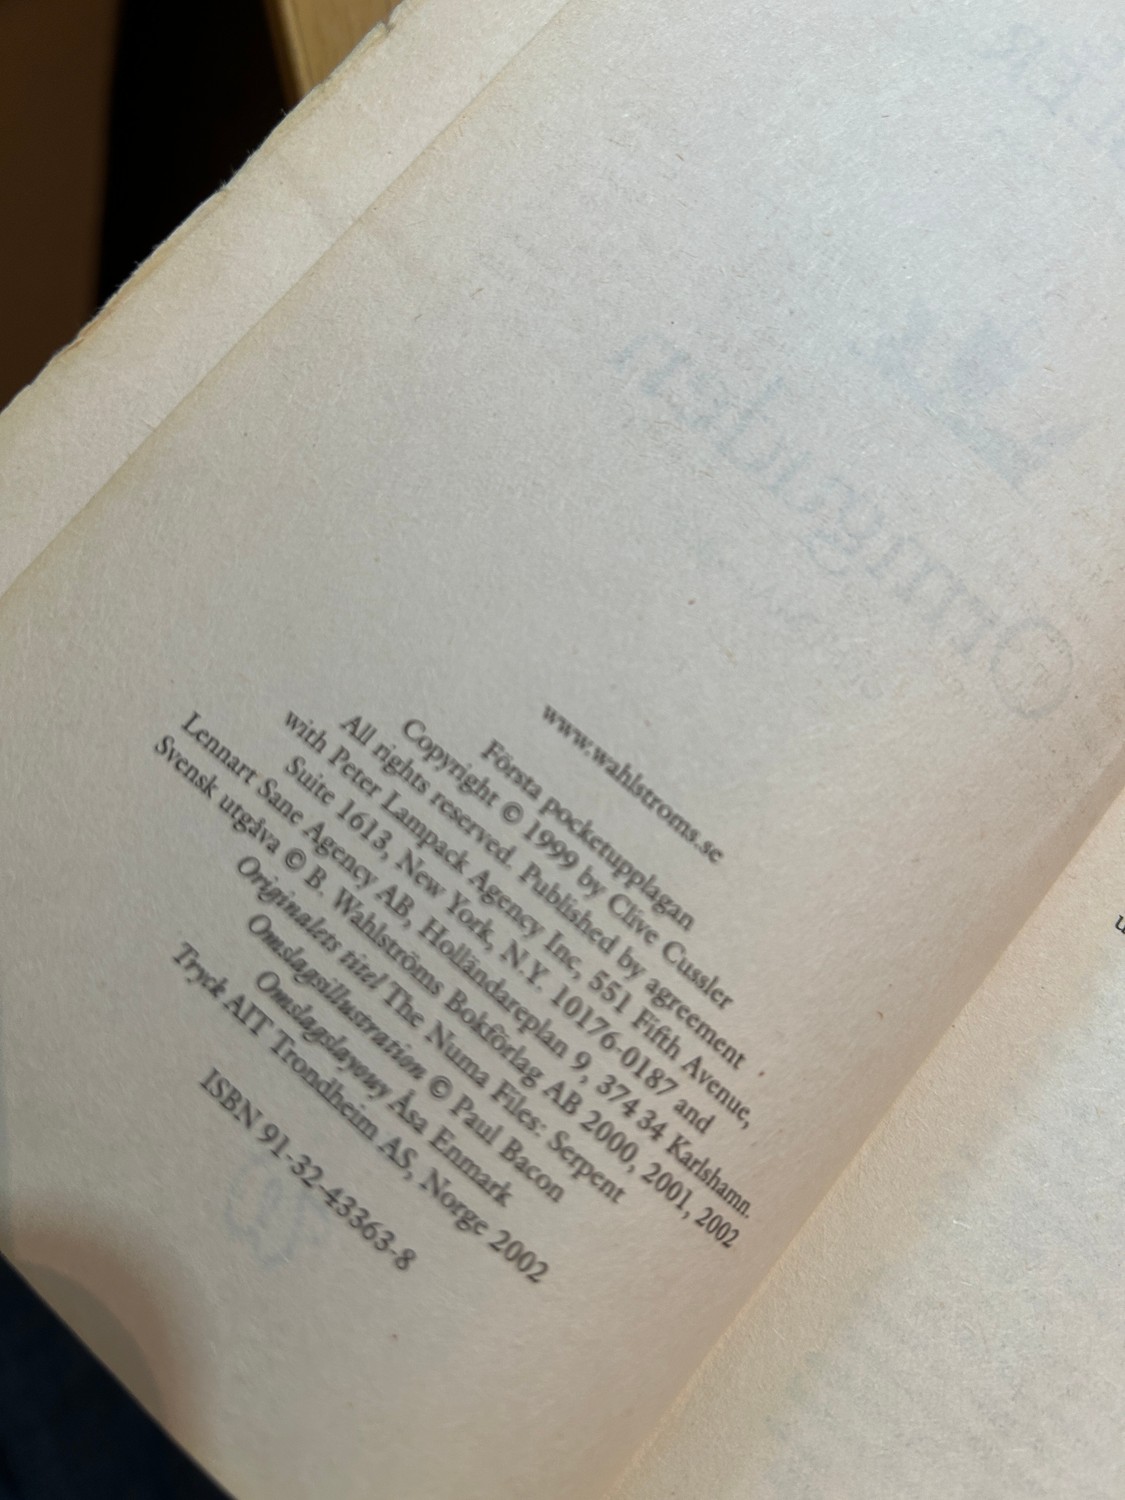 www.wahlstroms.se
Första pocketupplagan
Copyright © 1999 by Clive Cussler
All rights reserved. Published by agreement
with Peter Lampack Agency Inc, 551 Fifth Avenue,
Suite 1613, New York, N.Y. 10176-0187 and
Lennart Sane Agency AB, Holländareplan 9, 374 34 Karlshamn.
Svensk utgåva © B. Wahlströms Bokförlag AB 2000, 2001, 2002
Originalets titel The Numa Files: Serpent
Omslagsillustration © Paul Bacon
Omslagslayout Åsa Enmark
Tryck AIT Trondheim AS, Norge 2002
ISBN 91-32-43363-8